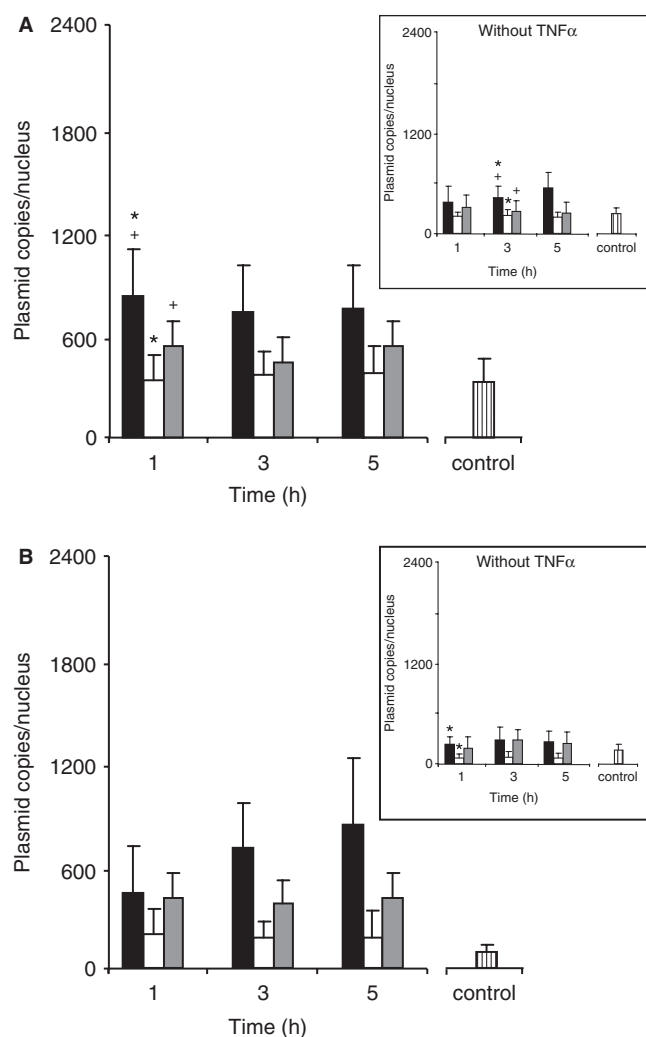 A
2400
1800
1200
600
0
Plasmid copies/nucleus
*
+
*
+
1 3 5 control
Time (h)
Without TNFα
2400
1200
0
Plasmid copies/nucleus
*
+
*
+
1 3 5 control
Time (h)
B
2400
1800
1200
600
0
Plasmid copies/nucleus
1 3 5 control
Time (h)
Without TNFα
2400
1200
0
Plasmid copies/nucleus
*
*
1 3 5 control
Time (h)